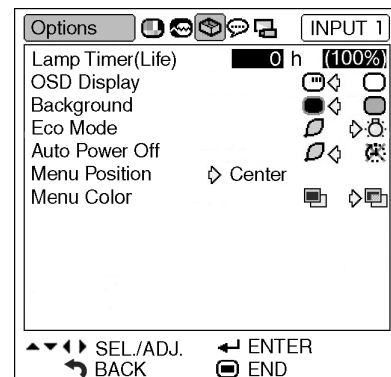 Options INPUT 1
Lamp Timer(Life) 0 h (100%)
OSD Display
Background
Eco Mode
Auto Power Off
Menu Position Center
Menu Color
SEL./ADJ. ENTER
BACK END